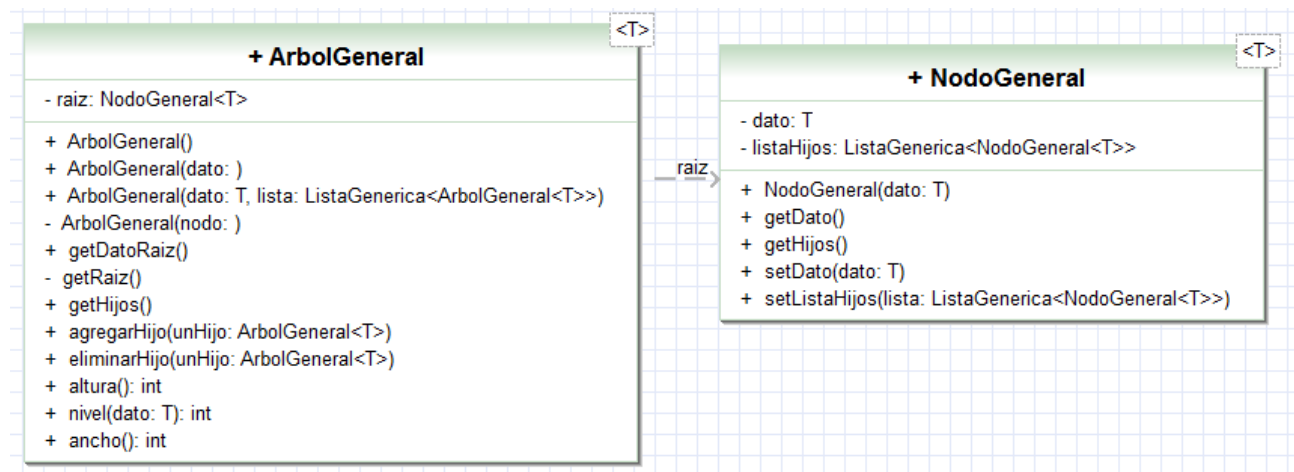 <T>
+ ArbolGeneral
- raiz: NodoGeneral<T>
+ ArbolGeneral()
+ ArbolGeneral(dato: )
+ ArbolGeneral(dato: T, lista: ListaGenerica<ArbolGeneral<T>>)
- ArbolGeneral(nodo: )
+ getDatoRaiz()
- getRaiz()
+ getHijos()
+ agregarHijo(unHijo: ArbolGeneral<T>)
+ eliminarHijo(unHijo: ArbolGeneral<T>)
+ altura(): int
+ nivel(dato: T): int
+ ancho(): int
raiz
<T>
+ NodoGeneral
- dato: T
- listaHijos: ListaGenerica<NodoGeneral<T>>
+ NodoGeneral(dato: T)
+ getDato()
+ getHijos()
+ setDato(dato: T)
+ setListaHijos(lista: ListaGenerica<NodoGeneral<T>>)